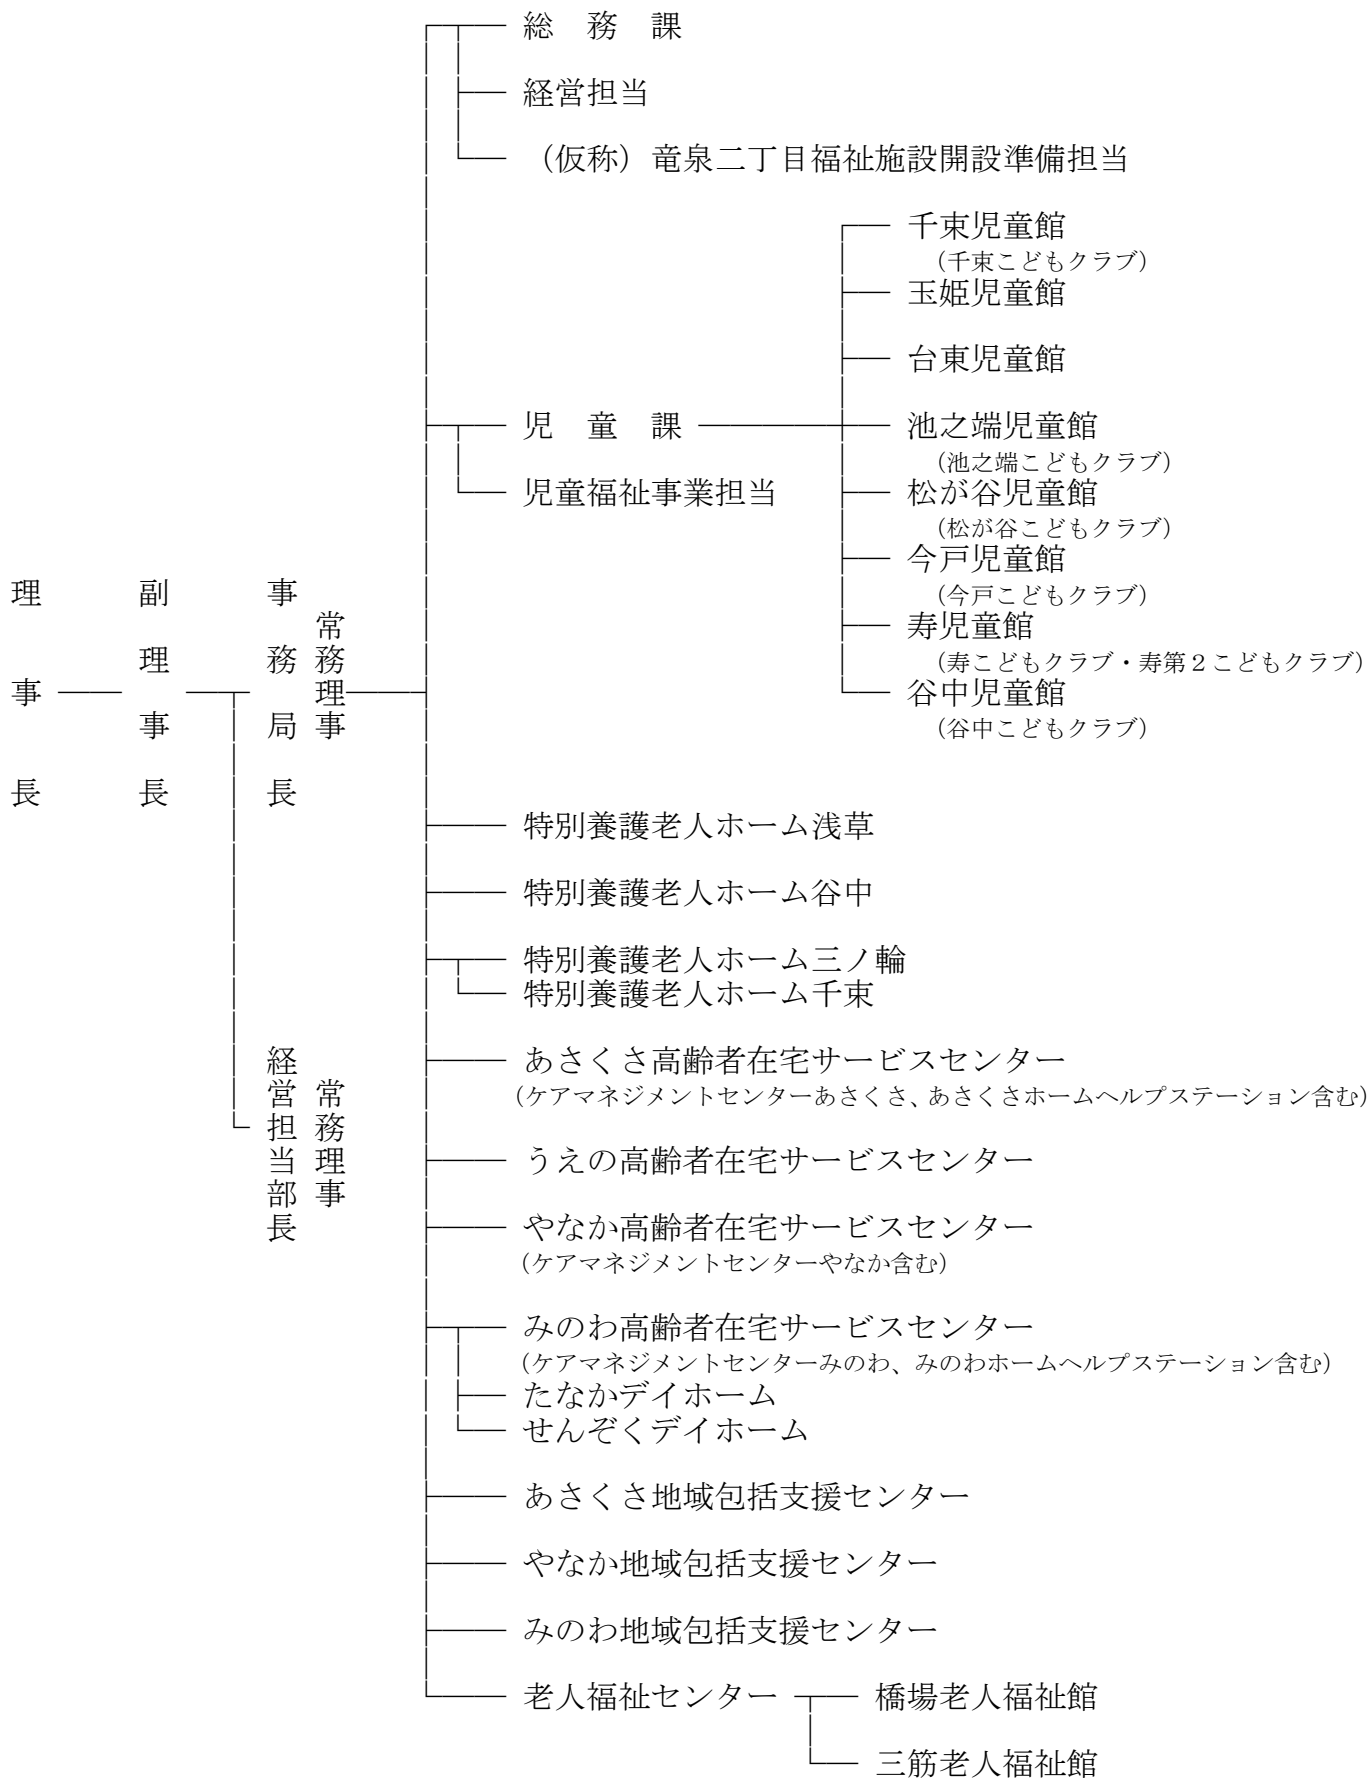 理事長
副理事長
事務局長
常務理事
経営担当部長
常務理事
総　務　課
経営担当
（仮称）竜泉二丁目福祉施設開設準備担当
児　童　課
児童福祉事業担当
千束児童館
（千束こどもクラブ）
玉姫児童館
台東児童館
池之端児童館
（池之端こどもクラブ）
松が谷児童館
（松が谷こどもクラブ）
今戸児童館
（今戸こどもクラブ）
寿児童館
（寿こどもクラブ・寿第２こどもクラブ）
谷中児童館
（谷中こどもクラブ）
特別養護老人ホーム浅草
特別養護老人ホーム谷中
特別養護老人ホーム三ノ輪
特別養護老人ホーム千束
あさくさ高齢者在宅サービスセンター
（ケアマネジメントセンターあさくさ、あさくさホームヘルプステーション含む）
うえの高齢者在宅サービスセンター
やなか高齢者在宅サービスセンター
（ケアマネジメントセンターやなか含む）
みのわ高齢者在宅サービスセンター
（ケアマネジメントセンターみのわ、みのわホームヘルプステーション含む）
たなかデイホーム
せんぞくデイホーム
あさくさ地域包括支援センター
やなか地域包括支援センター
みのわ地域包括支援センター
老人福祉センター
橋場老人福祉館
三筋老人福祉館